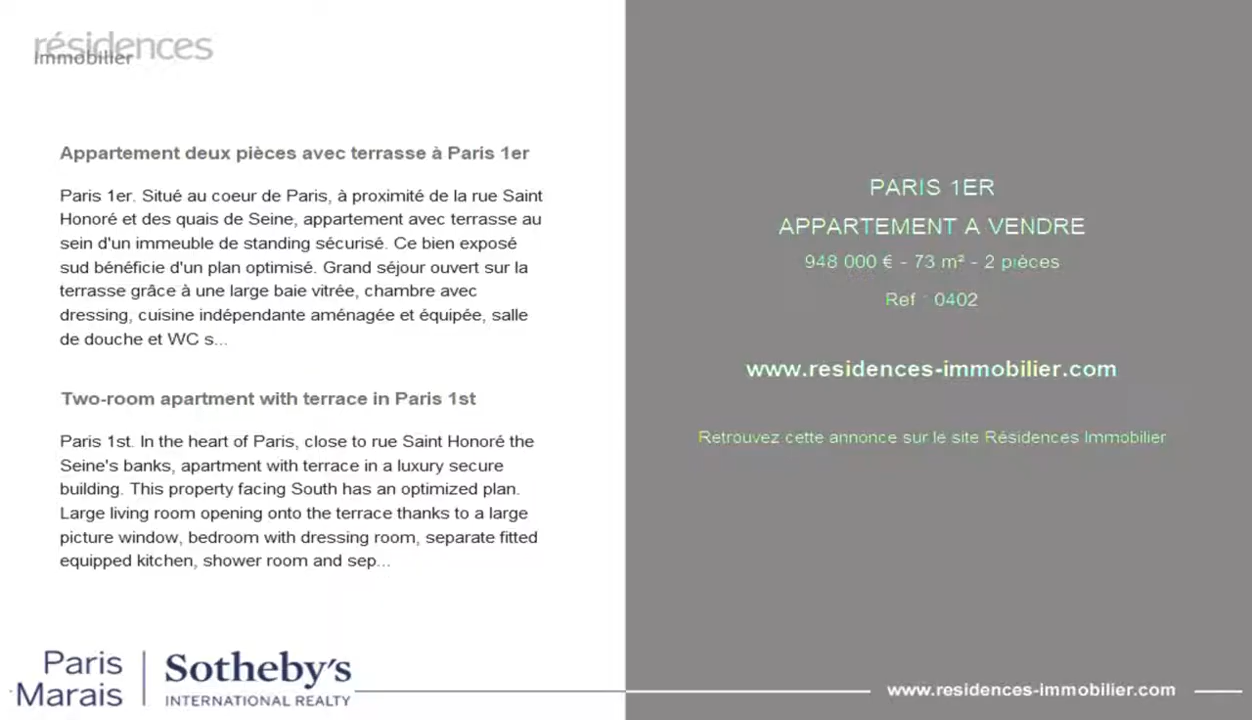 résidences
Immobilier
Appartement deux pièces avec terrasse à Paris 1er
Paris 1er. Situé au coeur de Paris, à proximité de la rue Saint
Honoré et des quais de Seine, appartement avec terrasse au
sein d'un immeuble de standing sécurisé. Ce bien exposé
sud bénéficie d'un plan optimisé. Grand séjour ouvert sur la
terrasse grâce à une large baie vitrée, chambre avec
dressing, cuisine indépendante aménagée et équipée, salle
de douche et WC s...
Two-room apartment with terrace in Paris 1st
Paris 1st. In the heart of Paris, close to rue Saint Honoré the
Seine's banks, apartment with terrace in a luxury secure
building. This property facing South has an optimized plan.
Large living room opening onto the terrace thanks to a large
picture window, bedroom with dressing room, separate fitted
equipped kitchen, shower room and sep...
Paris
Marais
Sotheby's
INTERNATIONAL REALTY
PARIS 1ER
APPARTEMENT A VENDRE
948 000 € - 73 m² - 2 pièces
Ref : 0402
www.residences-immobilier.com
Retrouvez cette annonce sur le site Résidences Immobilier
www.residences-immobilier.com